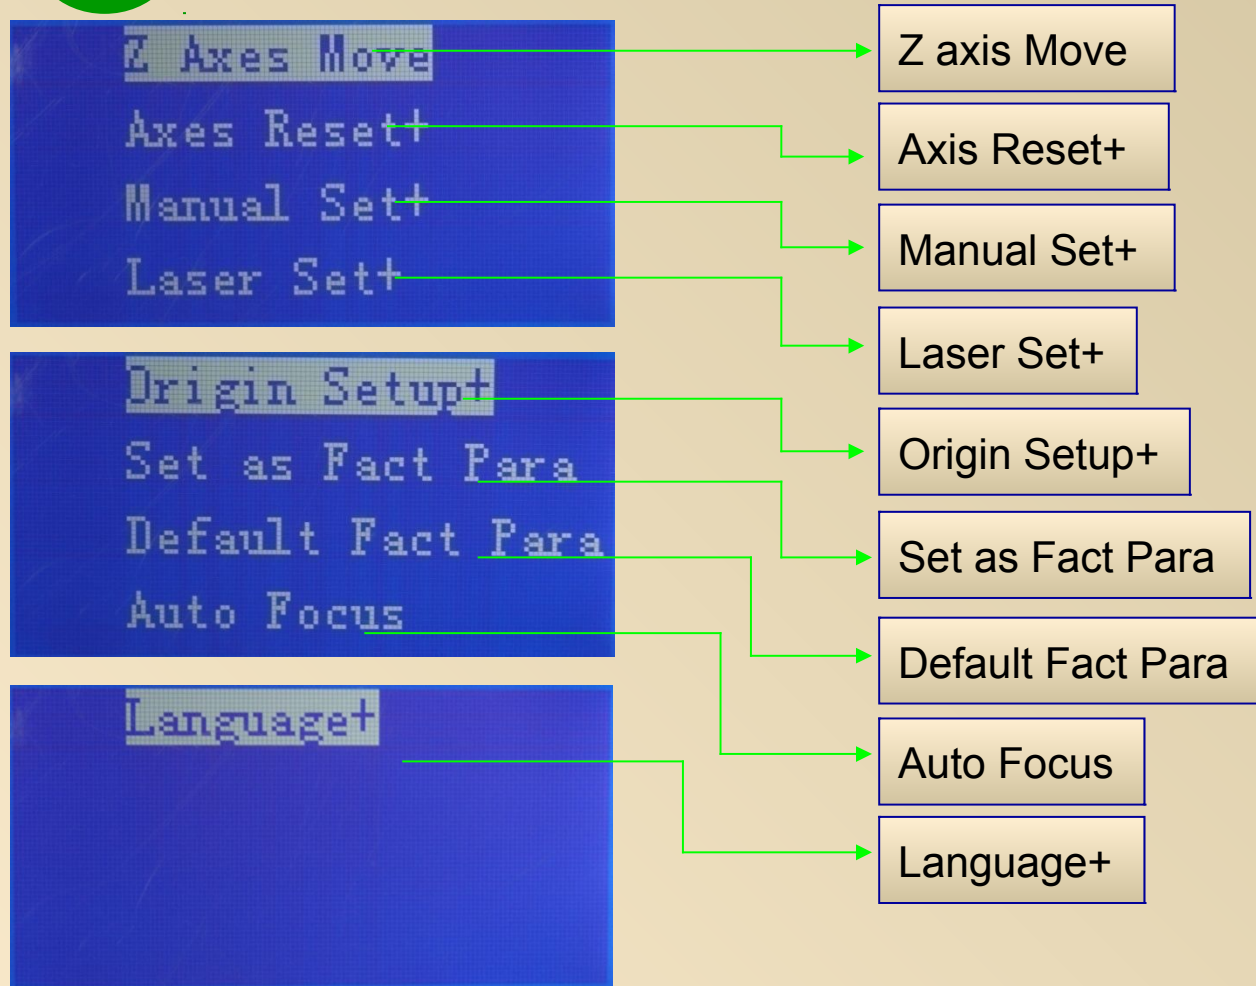 Z Axes Move
Axes Reset+
Manual Set+
Laser Set+
Origin Setup+
Set as Fact Para
Default Fact Para
Auto Focus
Language+
Z axis Move
Axis Reset+
Manual Set+
Laser Set+
Origin Setup+
Set as Fact Para
Default Fact Para
Auto Focus
Language+